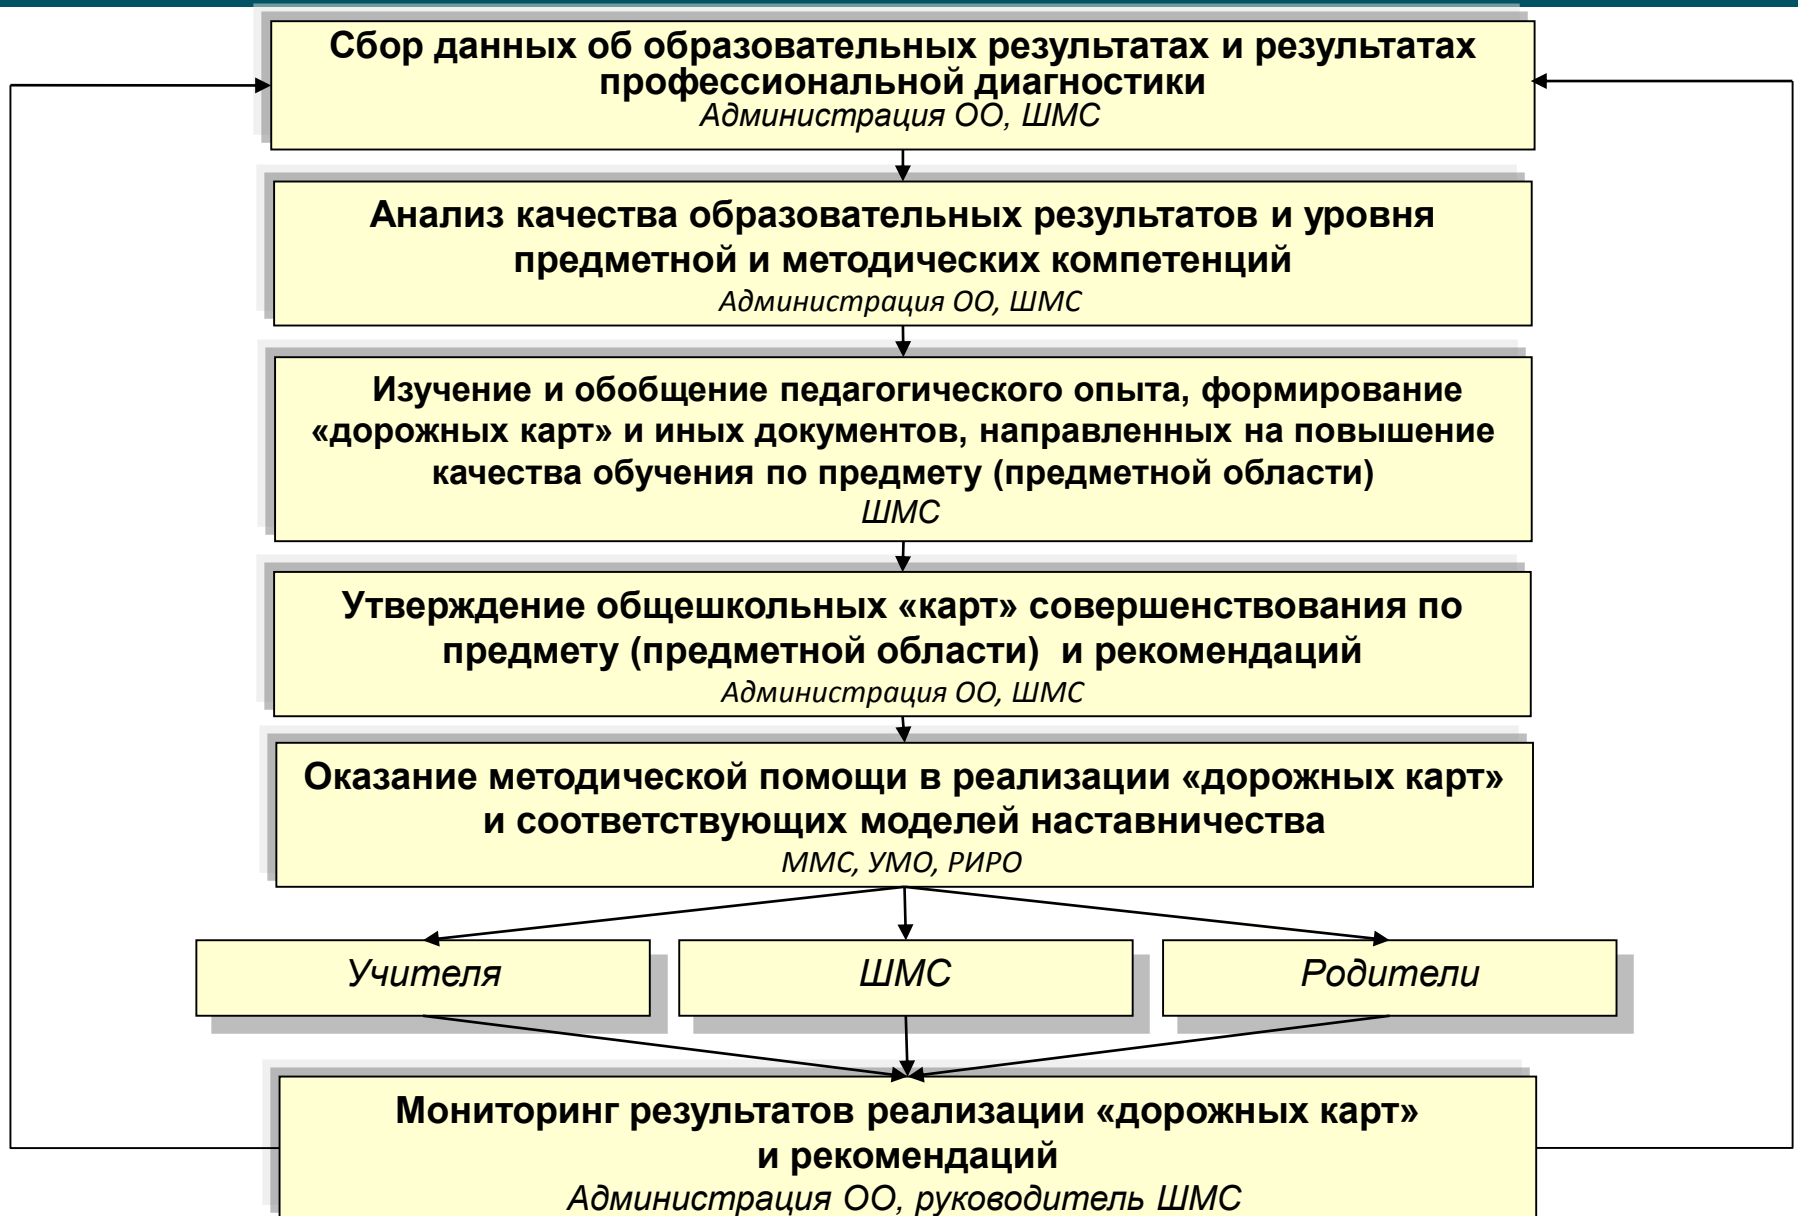 Сбор данных об образовательных результатах и результатах
профессиональной диагностики
Администрация ОО, ШМС
Анализ качества образовательных результатов и уровня
предметной и методических компетенций
Администрация ОО, ШМС
Изучение и обобщение педагогического опыта, формирование
«дорожных карт» и иных документов, направленных на повышение
качества обучения по предмету (предметной области)
ШМС
Утверждение общешкольных «карт» совершенствования по
предмету (предметной области) и рекомендаций
Администрация ОО, ШМС
Оказание методической помощи в реализации «дорожных карт»
и соответствующих моделей наставничества
ММС, УМО, РИРО
Учителя
ШМС
Родители
Мониторинг результатов реализации «дорожных карт»
и рекомендаций
Администрация ОО, руководитель ШМС